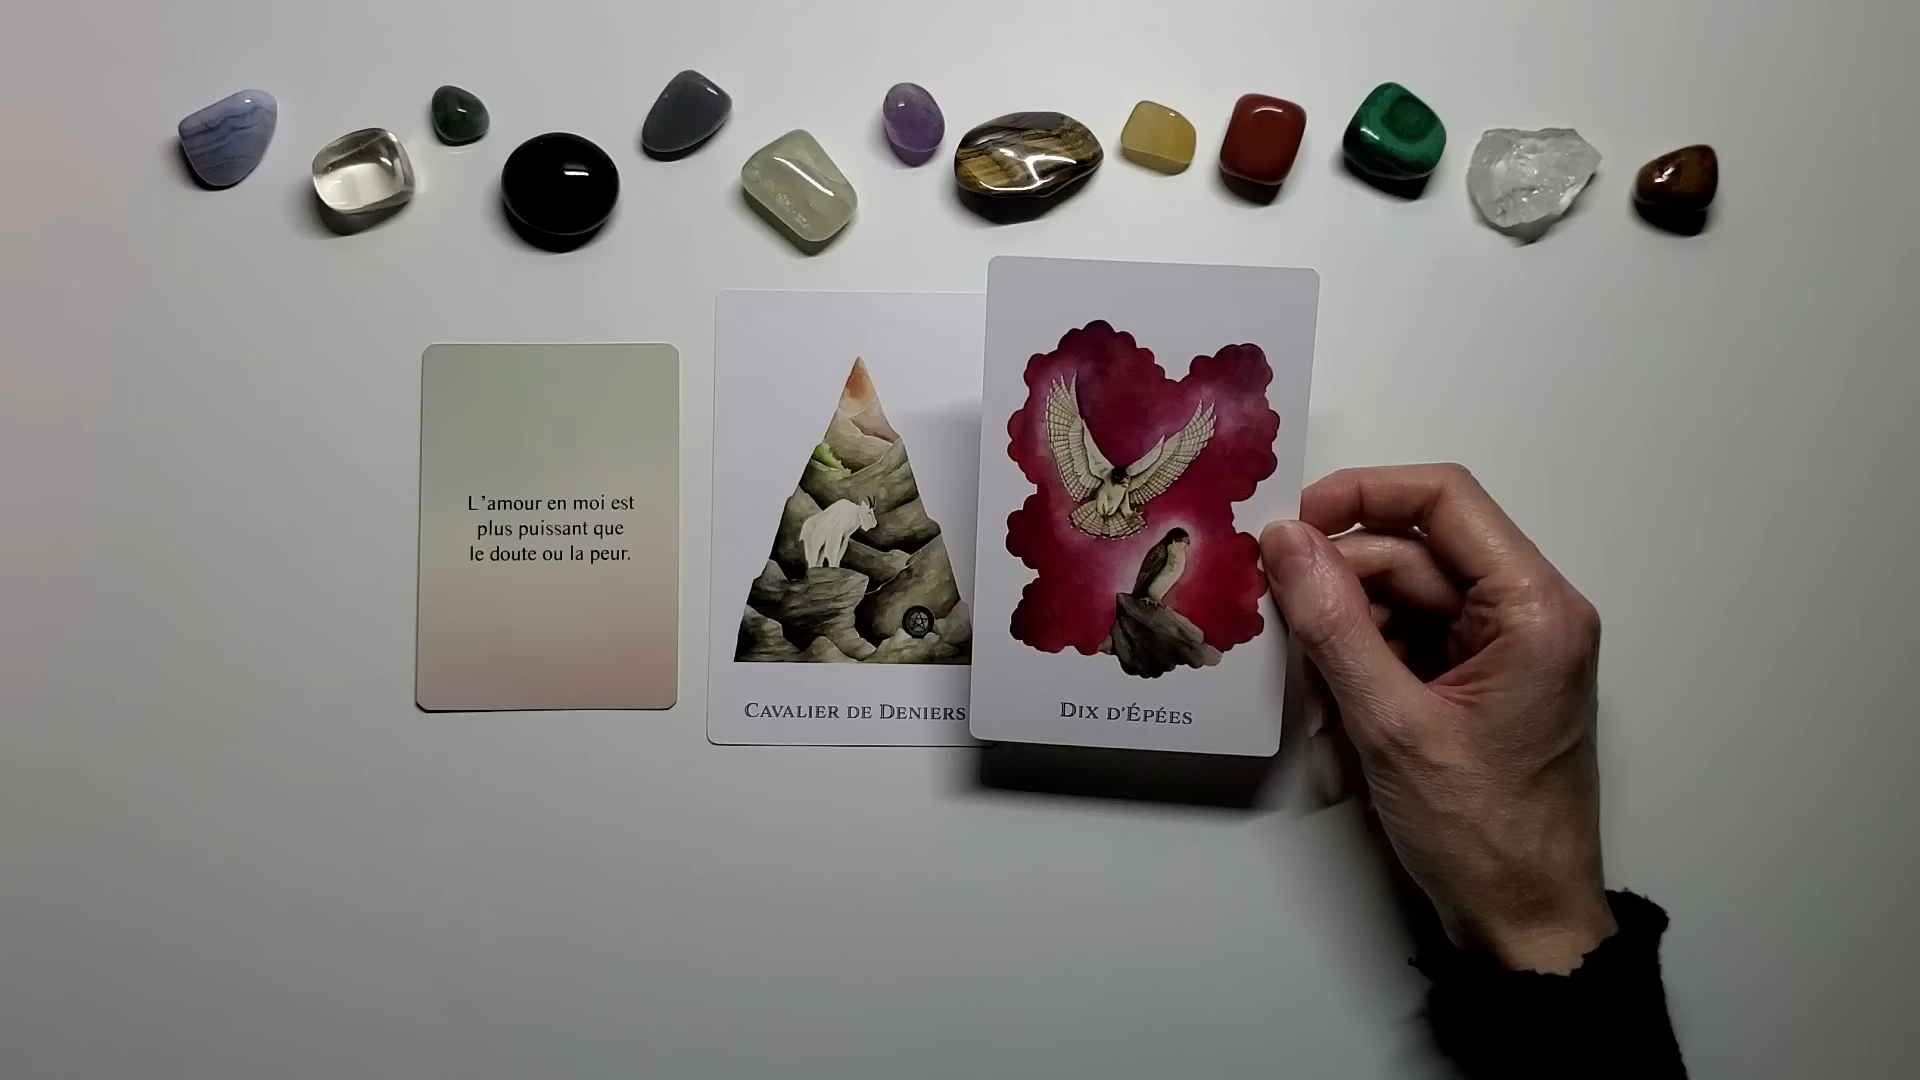 L'amour en moi est
plus puissant que
le doute ou la peur.
CAVALIER DE DENIERS
DIX D'ÉPÉES